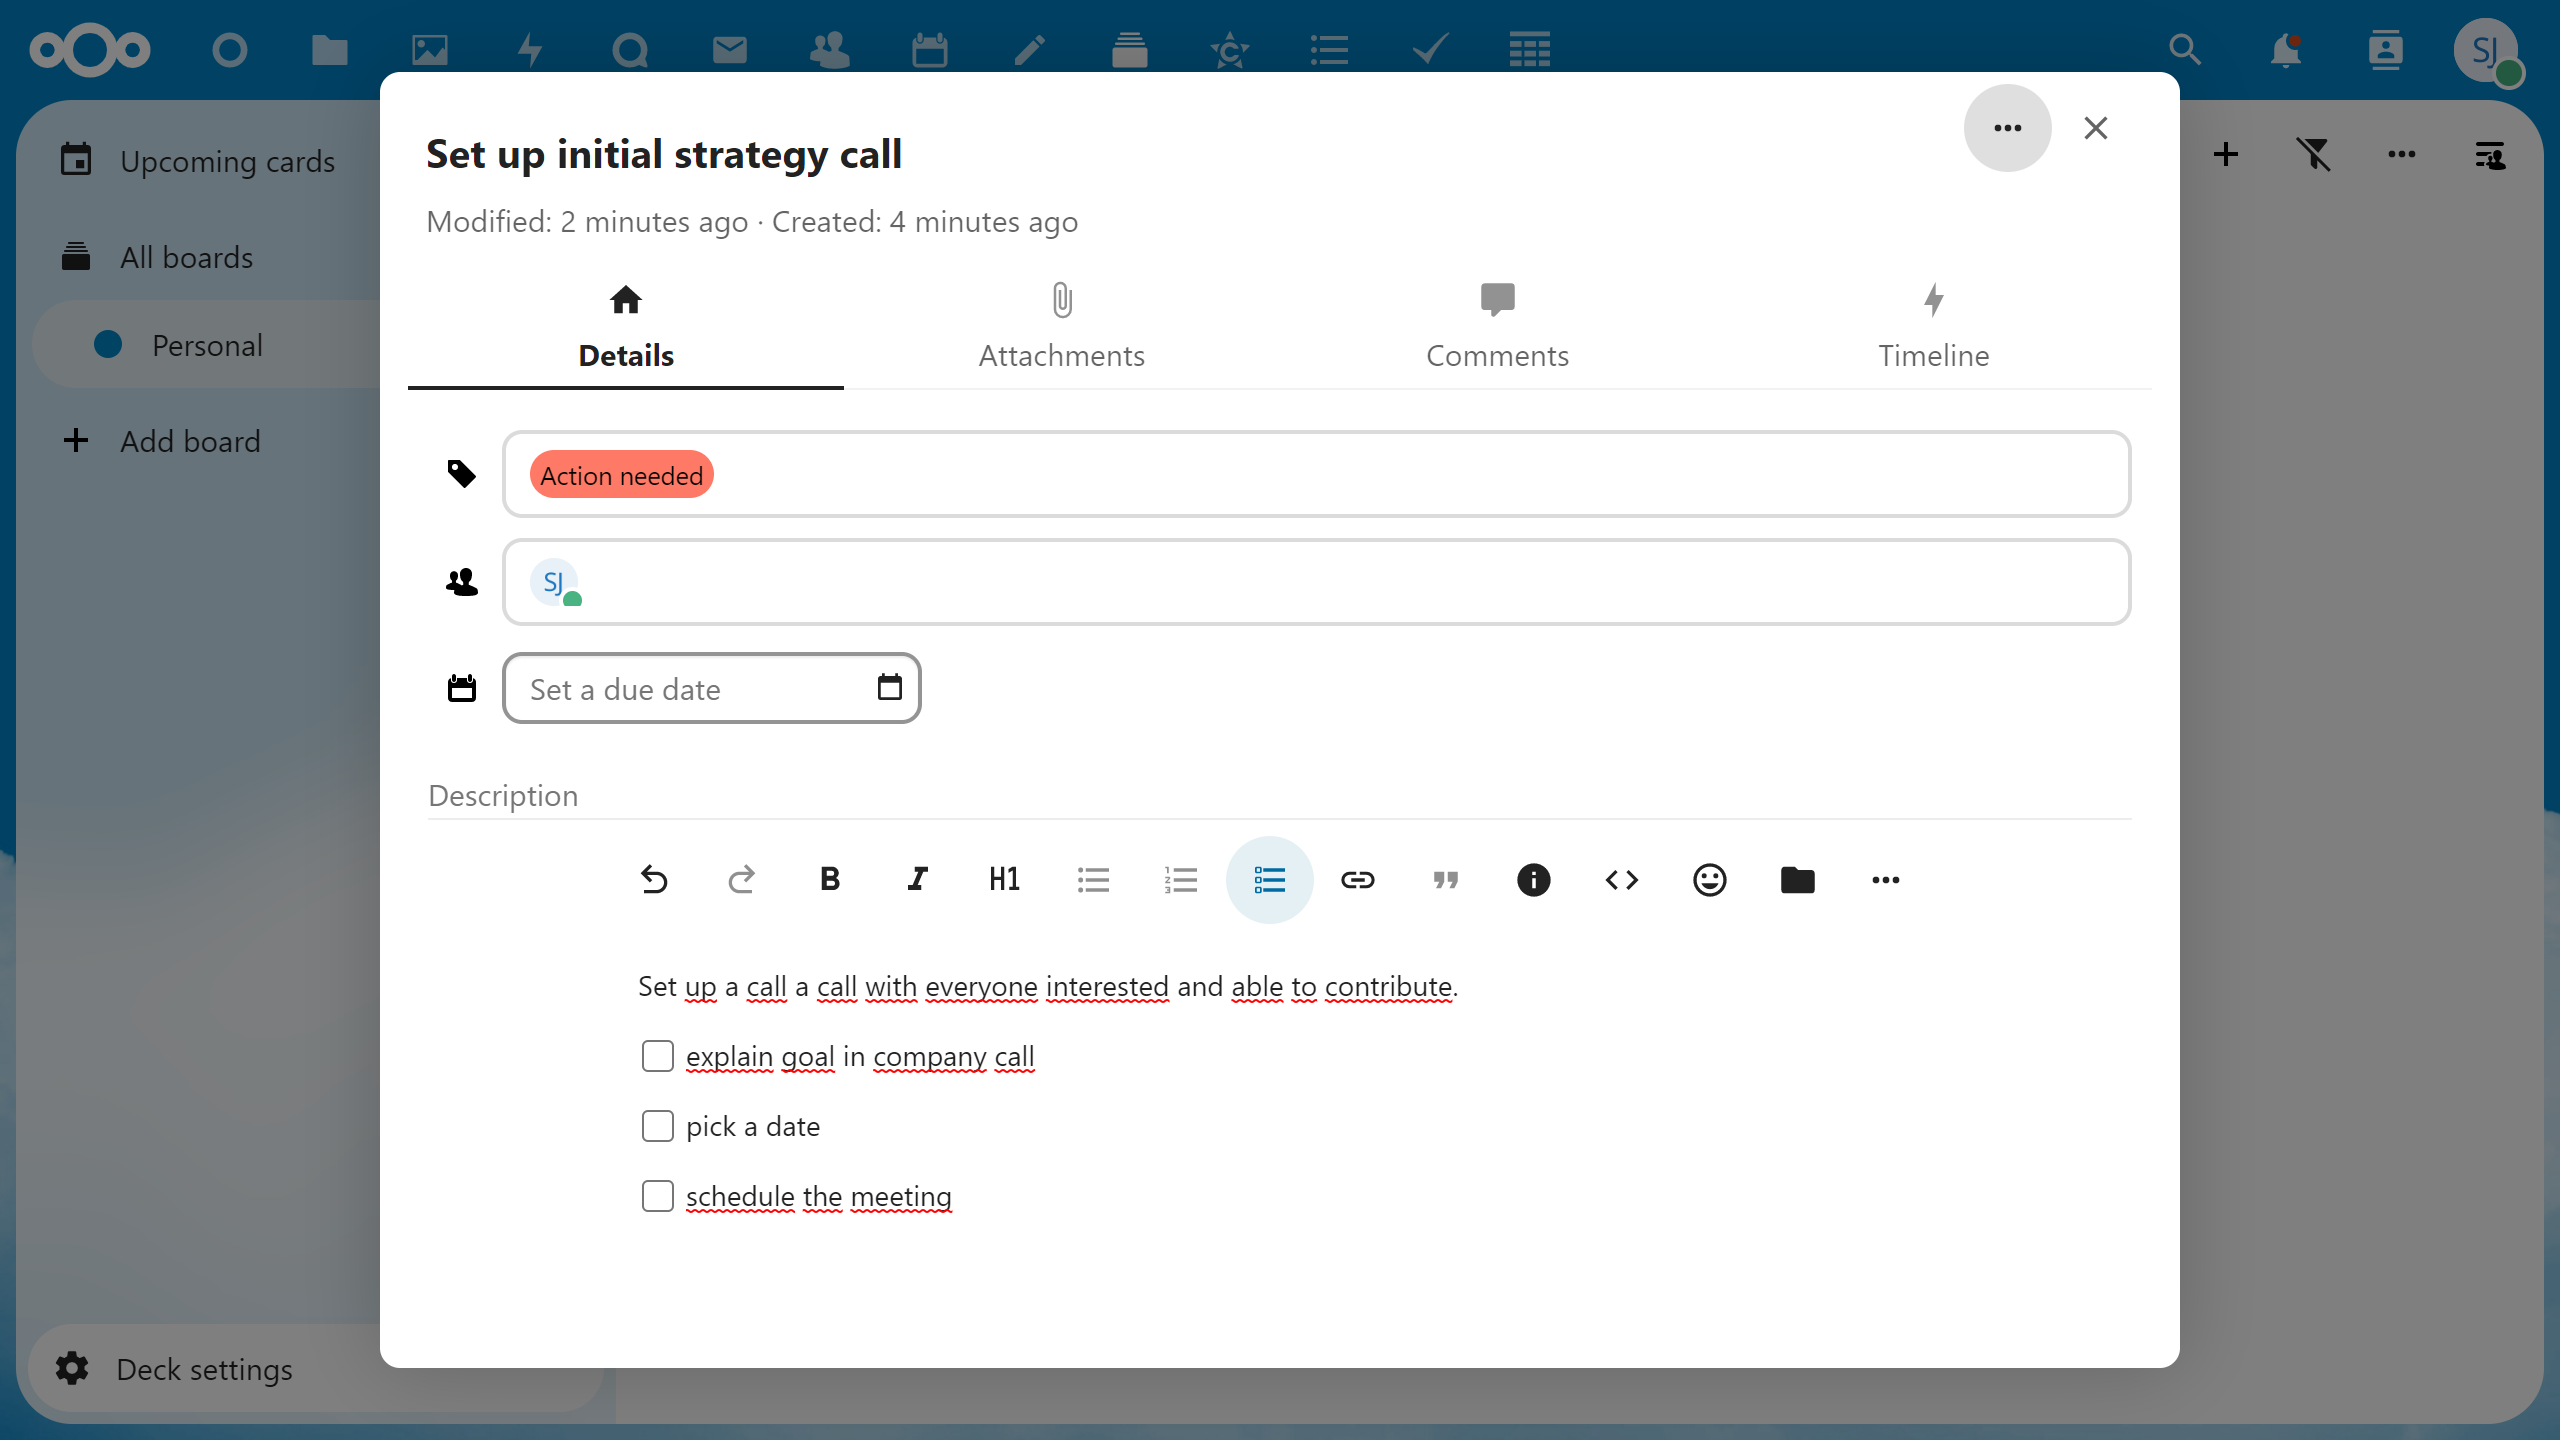 SJ
Upcoming cards
All boards
Personal
Add board
Deck settings
Set up initial strategy call
Modified: 2 minutes ago · Created: 4 minutes ago
Details
Attachments
Comments
Timeline
Action needed
SJ
Set a due date
Description
B I H1
Set up a call a call with everyone interested and able to contribute.
explain goal in company call
pick a date
schedule the meeting